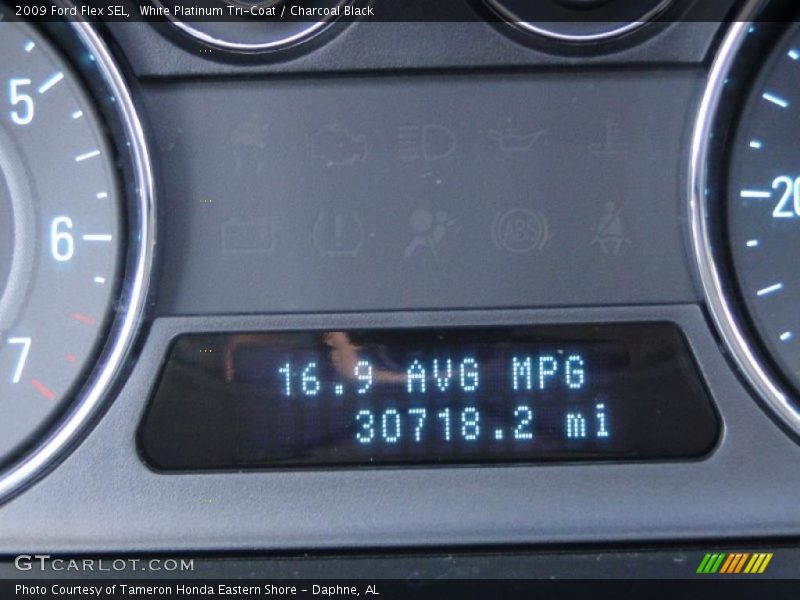 2009 Ford Flex SEL,  White Platinum Tri-Coat / Charcoal Black
5
6
7
20
ABS
16.9 AVG MPG
30718.2 mi
GTCARLOT.COM
Photo Courtesy of Tameron Honda Eastern Shore - Daphne, AL